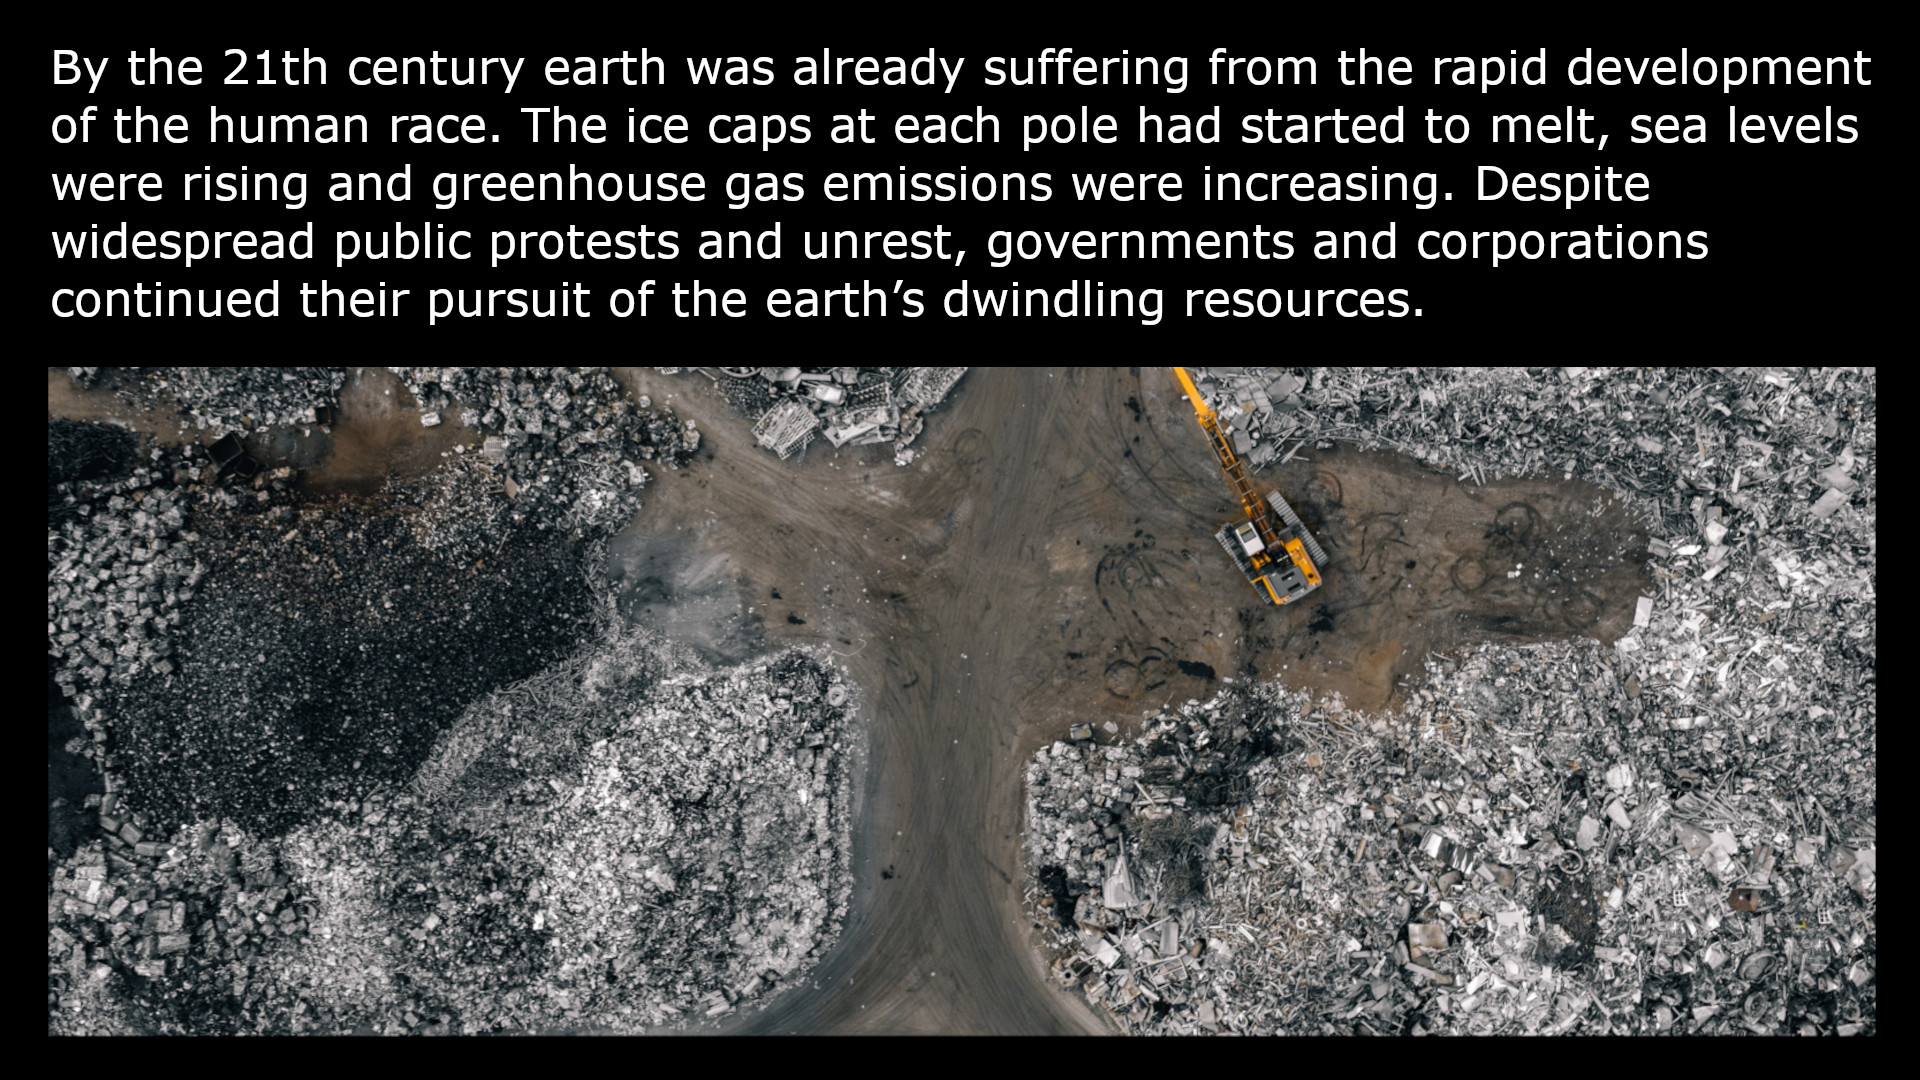 By the 21th century earth was already suffering from the rapid development
of the human race. The ice caps at each pole had started to melt, sea levels
were rising and greenhouse gas emissions were increasing. Despite
widespread public protests and unrest, governments and corporations
continued their pursuit of the earth’s dwindling resources.